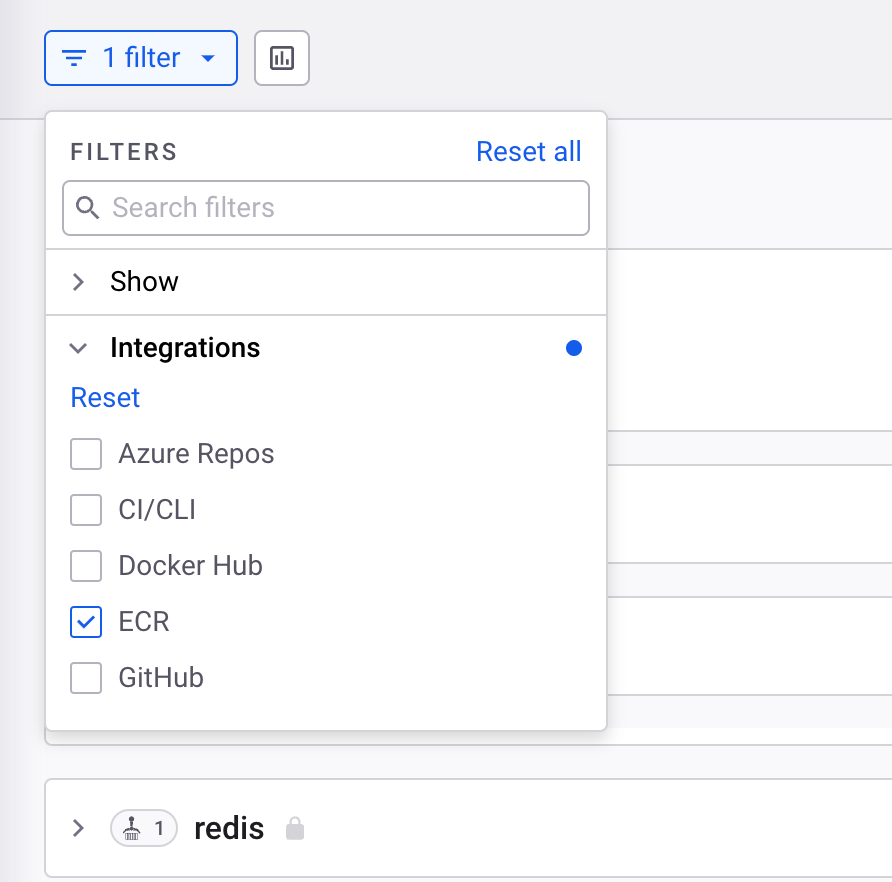 1 filter
FILTERS
Reset all
Search filters
Show
Integrations
Reset
Azure Repos
CI/CLI
Docker Hub
ECR
GitHub
1 redis